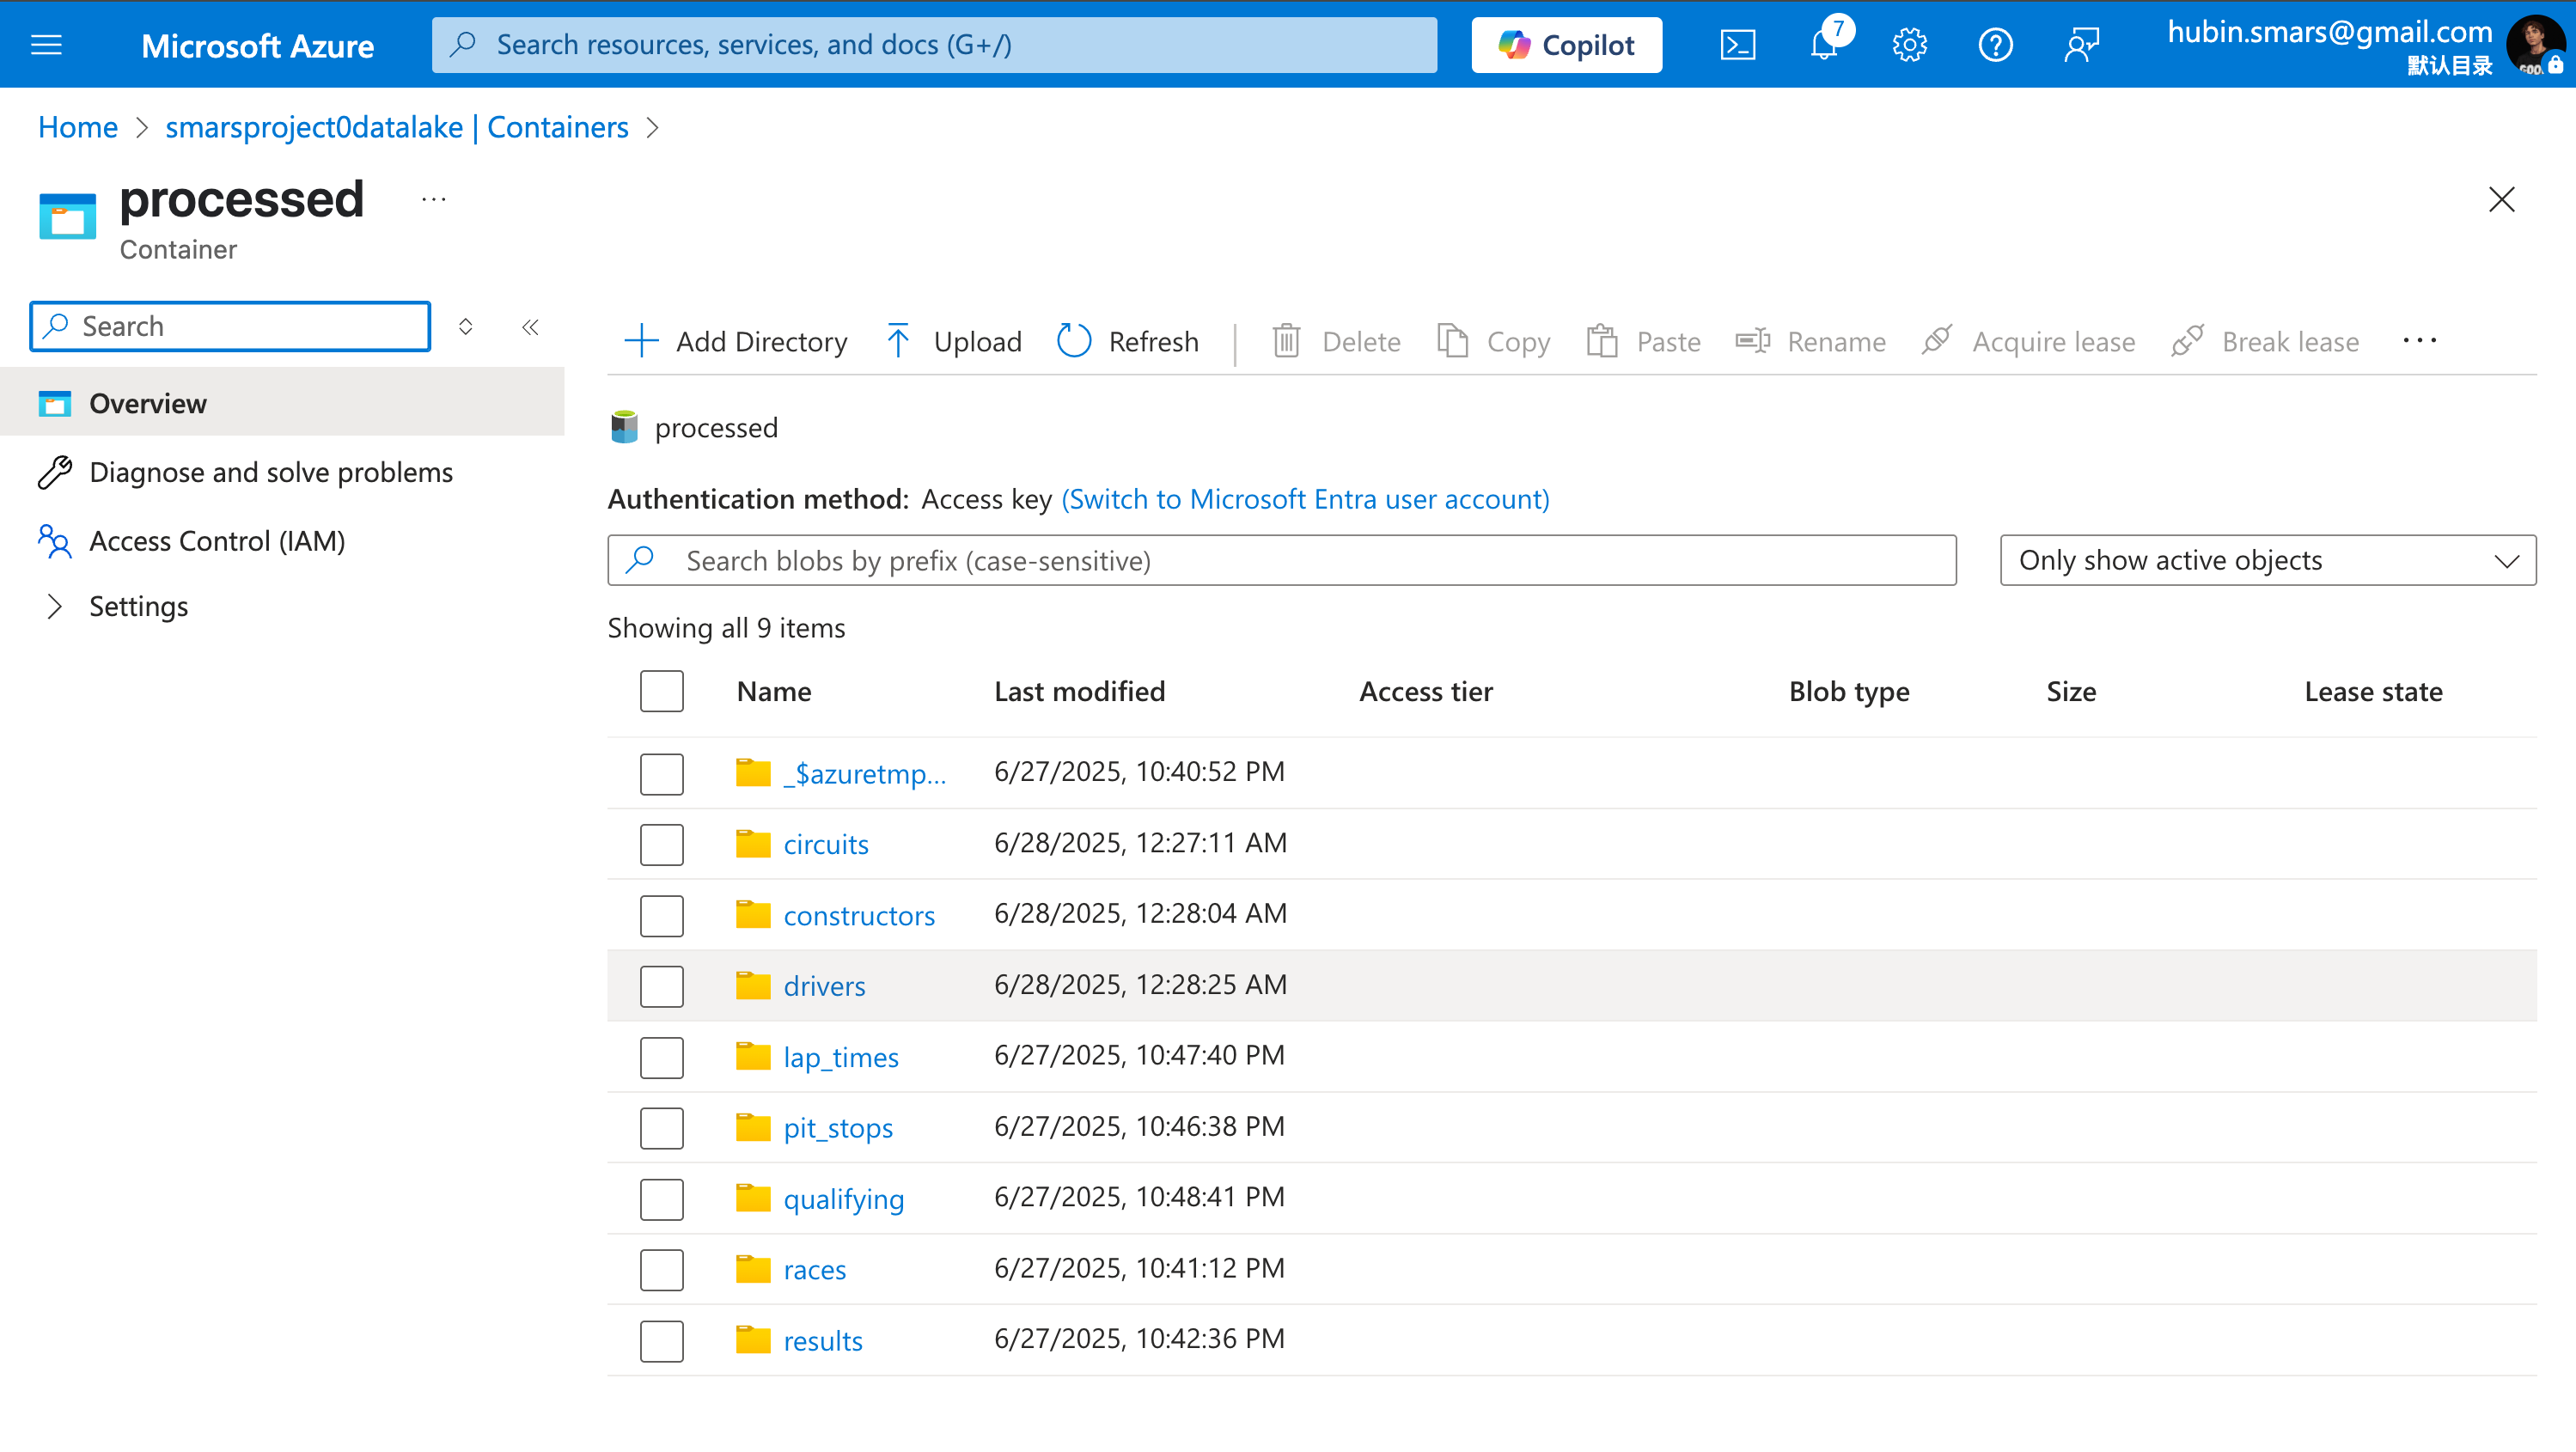 Microsoft Azure
Search resources, services, and docs (G+/)
Copilot
7
hubin.smars@gmail.com
默认目录
Home > smarsproject0datalake | Containers >
processed ...
Container
Search
Overview
Diagnose and solve problems
Access Control (IAM)
Settings
Add Directory Upload Refresh Delete Copy Paste Rename Acquire lease Break lease ...
processed
Authentication method: Access key (Switch to Microsoft Entra user account)
Search blobs by prefix (case-sensitive)
Only show active objects
Showing all 9 items
Name Last modified Access tier Blob type Size Lease state
_$azuretmp... 6/27/2025, 10:40:52 PM
circuits 6/28/2025, 12:27:11 AM
constructors 6/28/2025, 12:28:04 AM
drivers 6/28/2025, 12:28:25 AM
lap_times 6/27/2025, 10:47:40 PM
pit_stops 6/27/2025, 10:46:38 PM
qualifying 6/27/2025, 10:48:41 PM
races 6/27/2025, 10:41:12 PM
results 6/27/2025, 10:42:36 PM